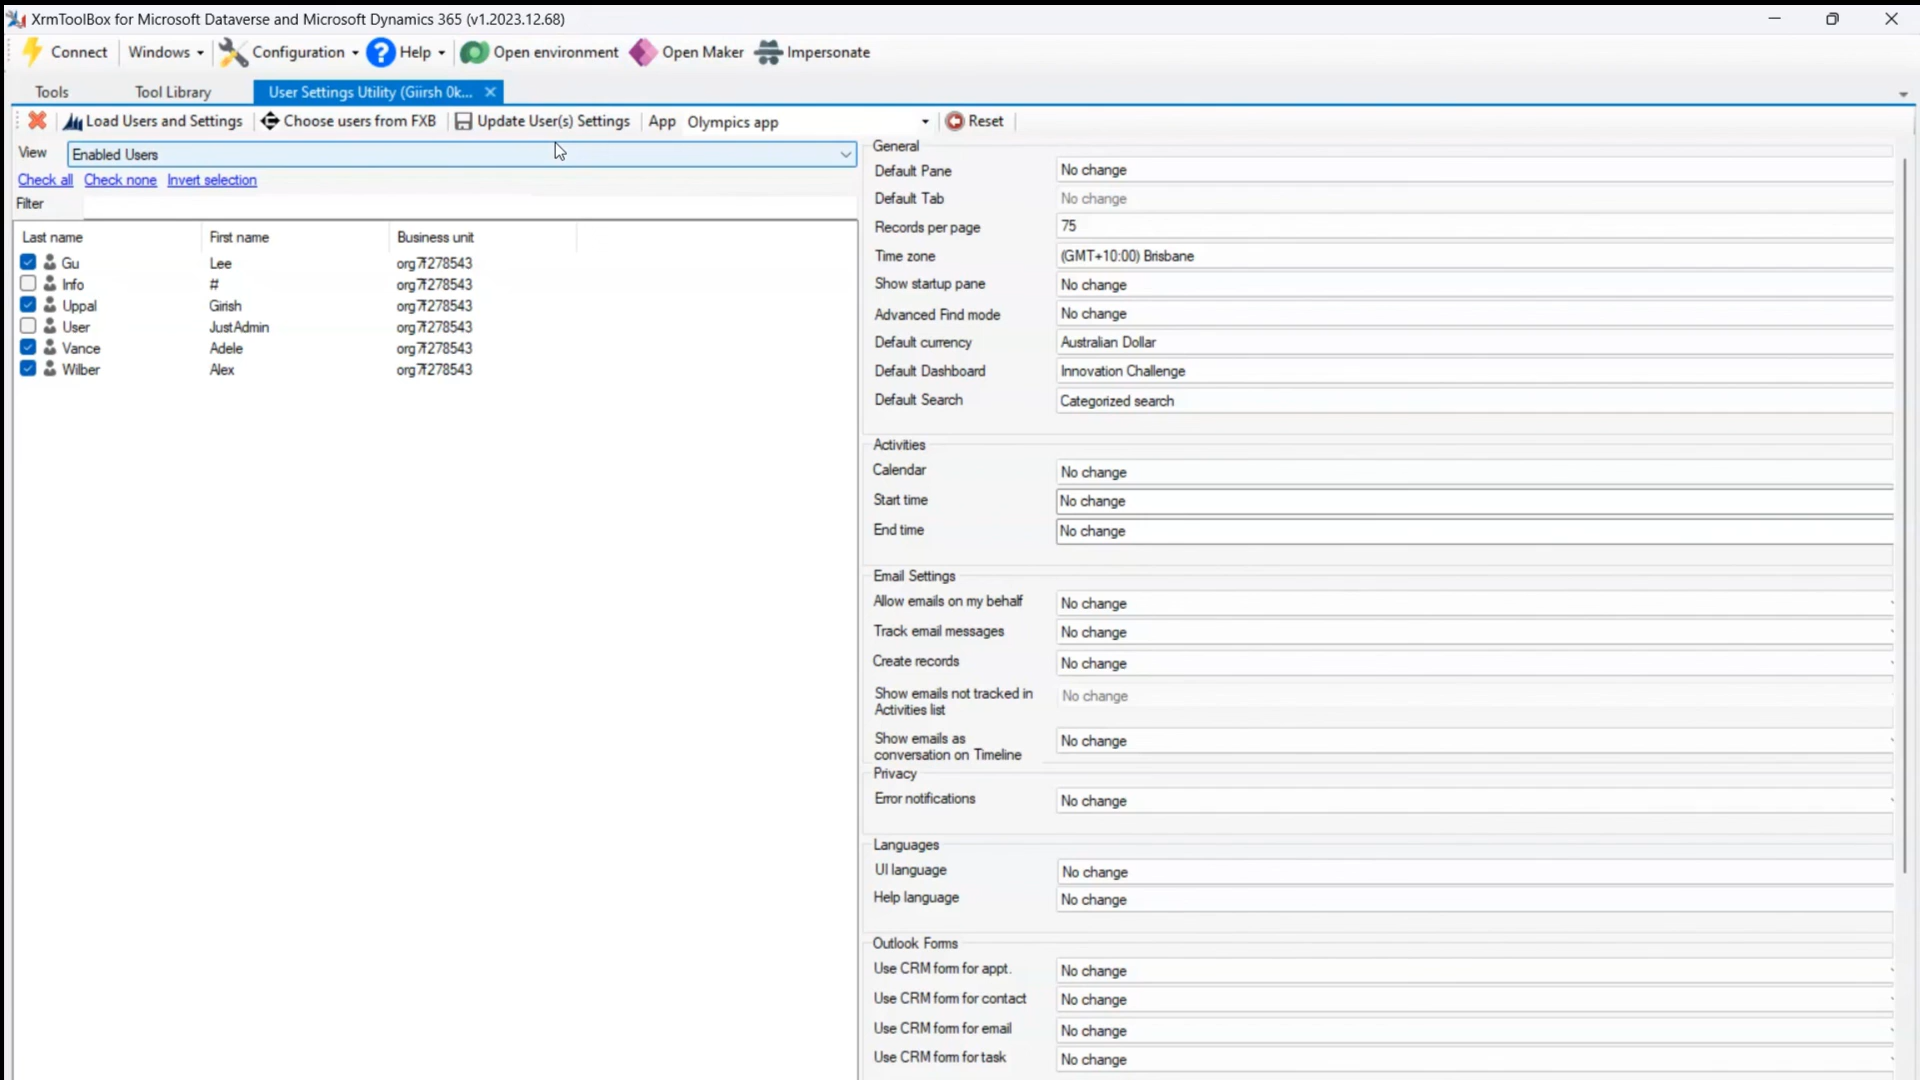 XrmToolBox for Microsoft Dataverse and Microsoft Dynamics 365 (v1.2023.12.68)
Connect Windows Configuration Help Open environment Open Maker Impersonate
Tools Tool Library User Settings Utility (Giirsh 0k...
Load Users and Settings Choose users from FXB Update User(s) Settings App Olympics app Reset
View Enabled Users
Check all Check none Invert selection
Filter
Last name First name Business unit
Gu Lee org7f278543
Info # org7f278543
Uppal Girish org7f278543
User JustAdmin org7f278543
Vance Adele org7f278543
Wilber Alex org7f278543
General
Default Pane No change
Default Tab No change
Records per page 75
Time zone (GMT+10:00) Brisbane
Show startup pane No change
Advanced Find mode No change
Default currency Australian Dollar
Default Dashboard Innovation Challenge
Default Search Categorized search
Activities
Calendar No change
Start time No change
End time No change
Email Settings
Allow emails on my behalf No change
Track email messages No change
Create records No change
Show emails not tracked in No change
Activities list
Show emails as No change
conversation on Timeline
Privacy
Error notifications No change
Languages
UI language No change
Help language No change
Outlook Forms
Use CRM form for appt. No change
Use CRM form for contact No change
Use CRM form for email No change
Use CRM form for task No change